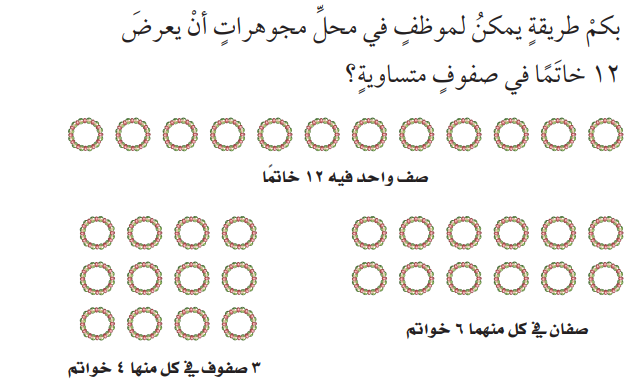 بكمْ طريقةٍ يمكنُ لموظفٍ في محلِّ مجوهراتٍ أنْ يعرضَ
١٢ خاتَمًا في صفوفٍ متساويةٍ؟
صف واحد فيه ١٢ خاتمًا
صفان في كل منهما ٦ خواتم
٣ صفوف في كل منها ٤ خواتم